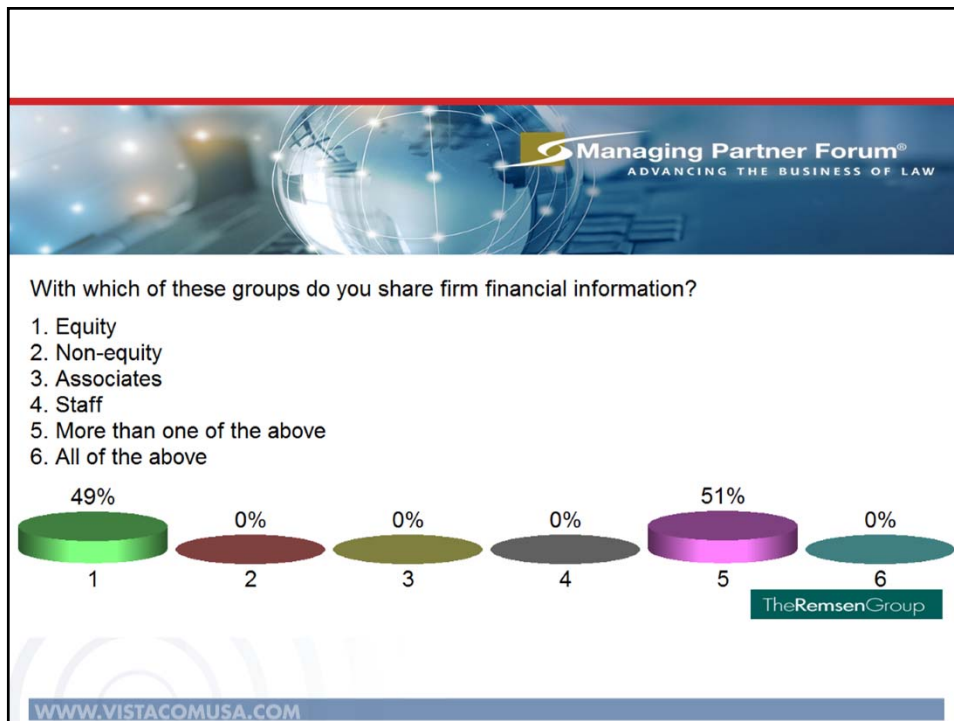 Managing Partner Forum®
ADVANCING THE BUSINESS OF LAW
With which of these groups do you share firm financial information?
1. Equity
2. Non-equity
3. Associates
4. Staff
5. More than one of the above
6. All of the above
49% 0% 0% 0% 51% 0%
1 2 3 4 5 6
TheRemsenGroup
WWW.VISTACOMUSA.COM